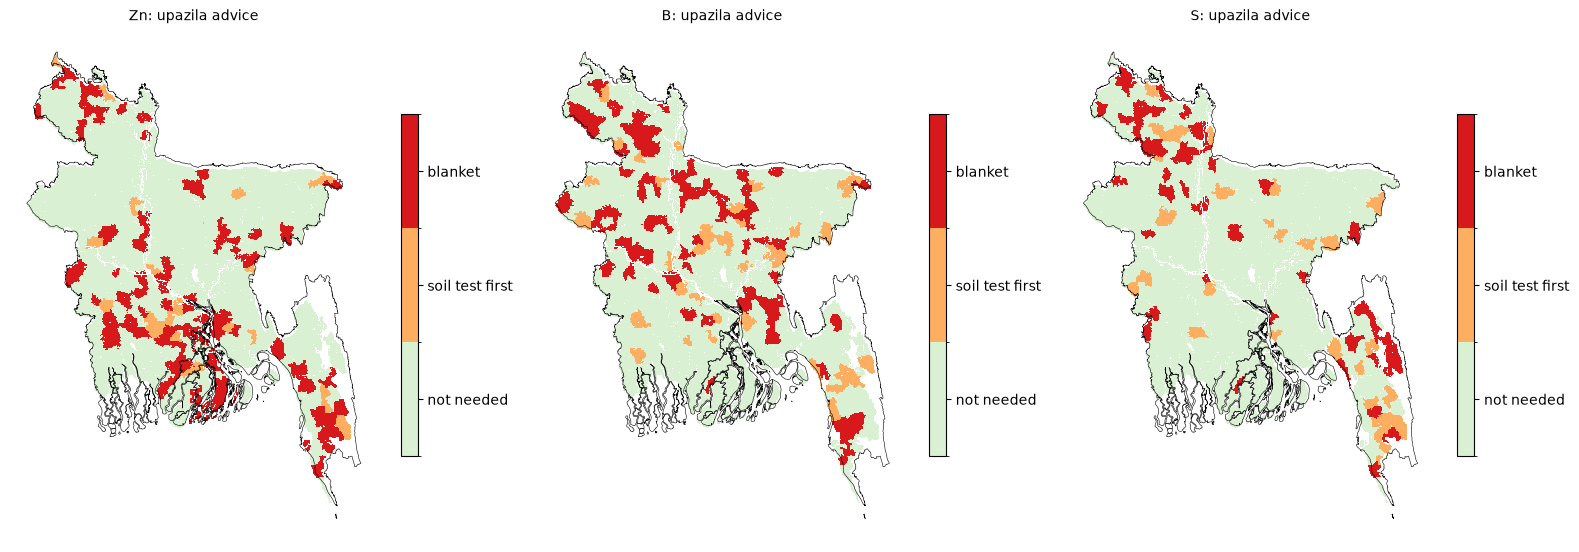 Zn: upazila advice
B: upazila advice
S: upazila advice
blanket
soil test first
not needed
blanket
soil test first
not needed
blanket
soil test first
not needed